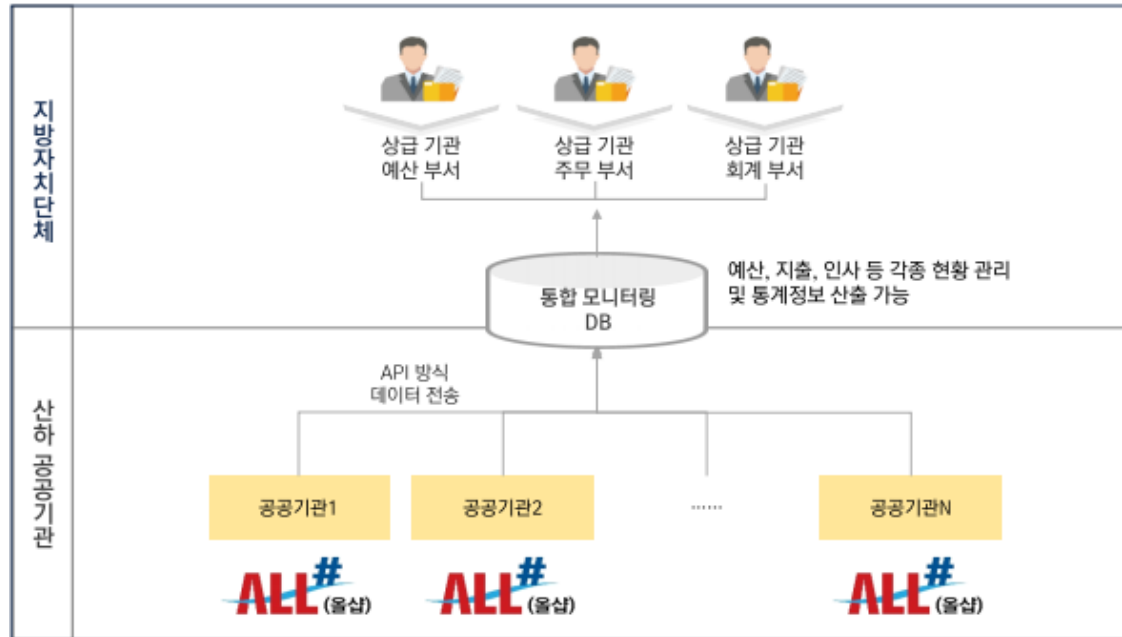 지방자치단체
상급 기관
예산 부서
상급 기관
주무 부서
상급 기관
회계 부서
통합 모니터링
DB
예산, 지출, 인사 등 각종 현황 관리
및 통계정보 산출 가능
산하 공공기관
API 방식
데이터 전송
공공기관1
공공기관2
......
공공기관N
ALL# (올샵)
ALL# (올샵)
ALL# (올샵)